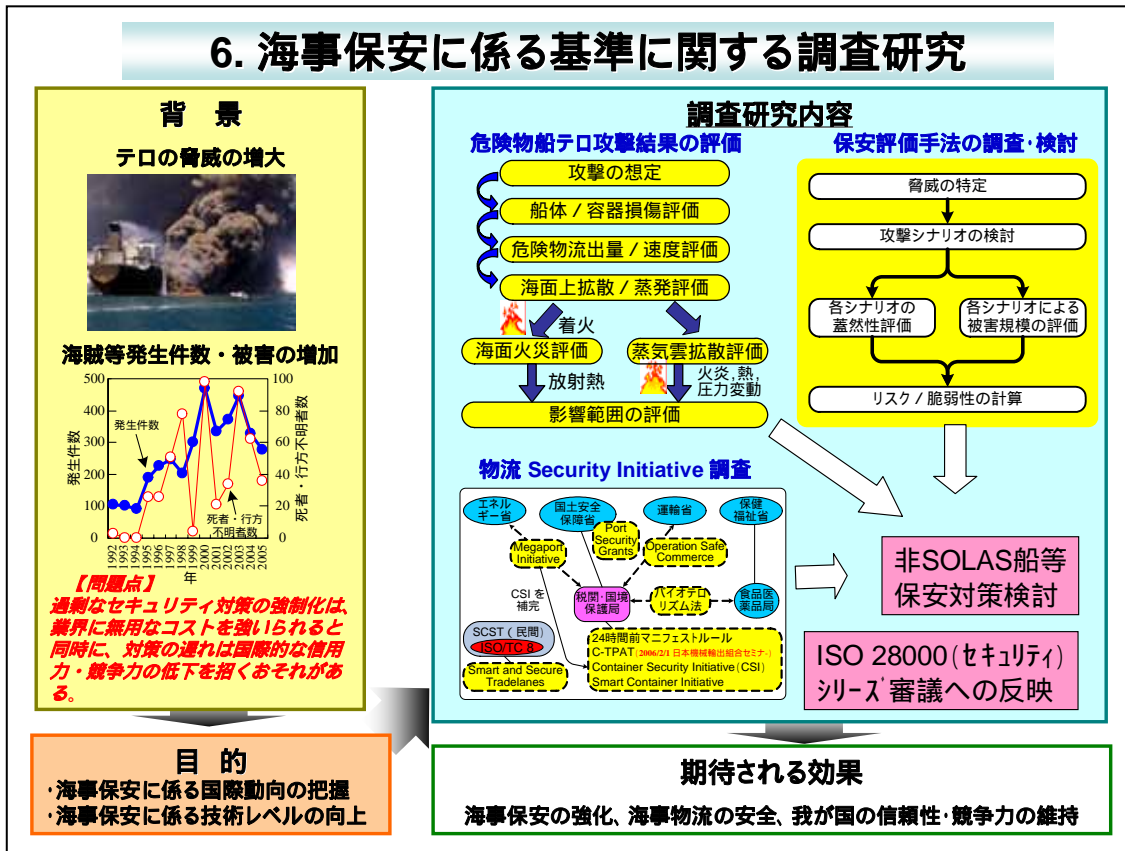 6. 海事保安に係る基準に関する調査研究
背 景
テロの脅威の増大
海賊等発生件数・被害の増加
500
400
300
200
100
0
100
80
60
40
20
0
発生件数
死者・行方不明者数
発生件数
死者・行方
不明者数
1992
1993
1994
1995
1996
1997
1998
1999
2000
2001
2002
2003
2004
2005
年
【問題点】
過剰なセキュリティ対策の強制化は、
業界に無用なコストを強いられると
同時に、対策の遅れは国際的な信用
力・競争力の低下を招くおそれがあ
る。
目 的
・海事保安に係る国際動向の把握
・海事保安に係る技術レベルの向上
調査研究内容
危険物船テロ攻撃結果の評価
攻撃の想定
船体／容器損傷評価
危険物流出量／速度評価
海面上拡散／蒸発評価
着火
海面火災評価
蒸気雲拡散評価
放射熱
火炎,熱,
圧力変動
影響範囲の評価
保安評価手法の調査・検討
脅威の特定
攻撃シナリオの検討
各シナリオの
蓋然性評価
各シナリオによる
被害規模の評価
リスク／脆弱性の計算
物流 Security Initiative 調査
エネル
ギー省
国土安全
保障省
運輸省
保健
福祉省
Port
Security
Grants
Megaport
Initiative
Operation Safe
Commerce
CSI を
補完
税関・国境
保護局
バイオテロ
リズム法
食品医
薬品局
SCST（民間）
ISO/TC 8
Smart and Secure
Tradelanes
24時間前マニフェストルール
C-TPAT（2006/2/1 日本機械輸出組合セミナ-）
Container Security Initiative（CSI）
Smart Container Initiative
非SOLAS船等
保安対策検討
ISO 28000(ｾｷｭﾘﾃｨ)
ｼﾘｰｽﾞ審議への反映
期待される効果
海事保安の強化、海事物流の安全、我が国の信頼性・競争力の維持